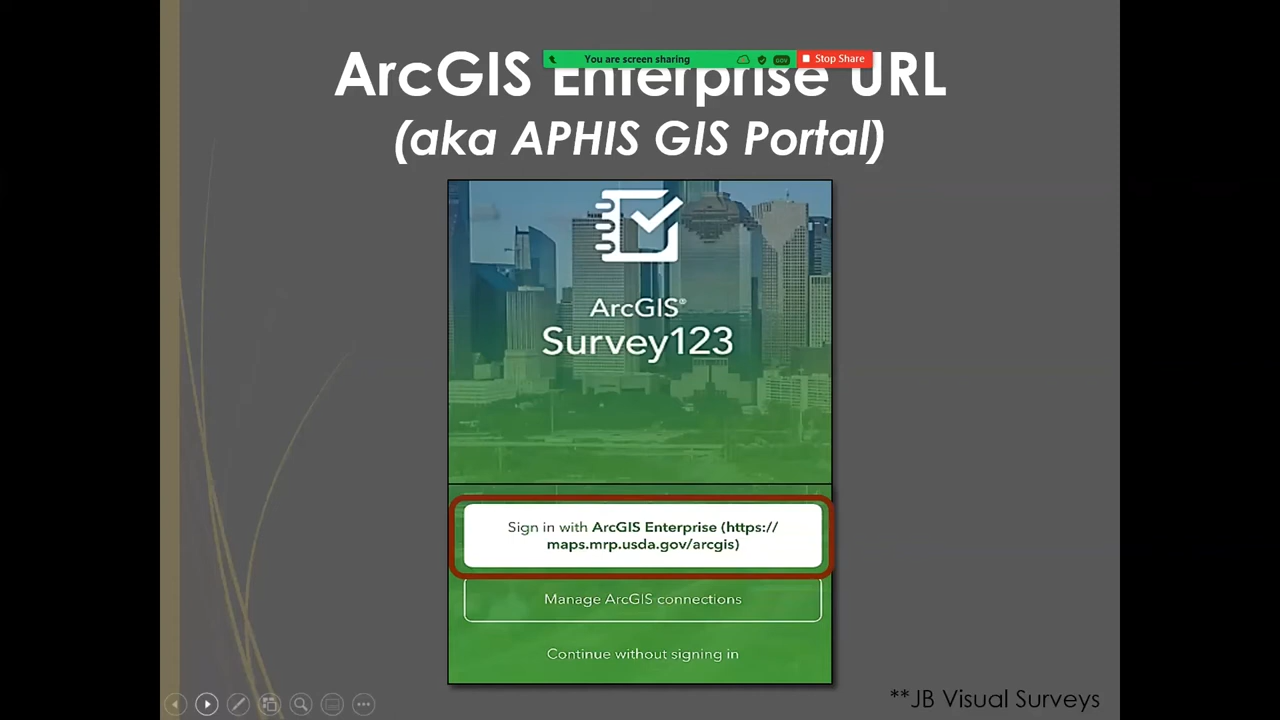 You are screen sharing
GOV
Stop Share
ArcGIS Enterprise URL
(aka APHIS GIS Portal)
ArcGIS®
Survey123
Sign in with ArcGIS Enterprise (https://
maps.mrp.usda.gov/arcgis)
Manage ArcGIS connections
Continue without signing in
**JB Visual Surveys